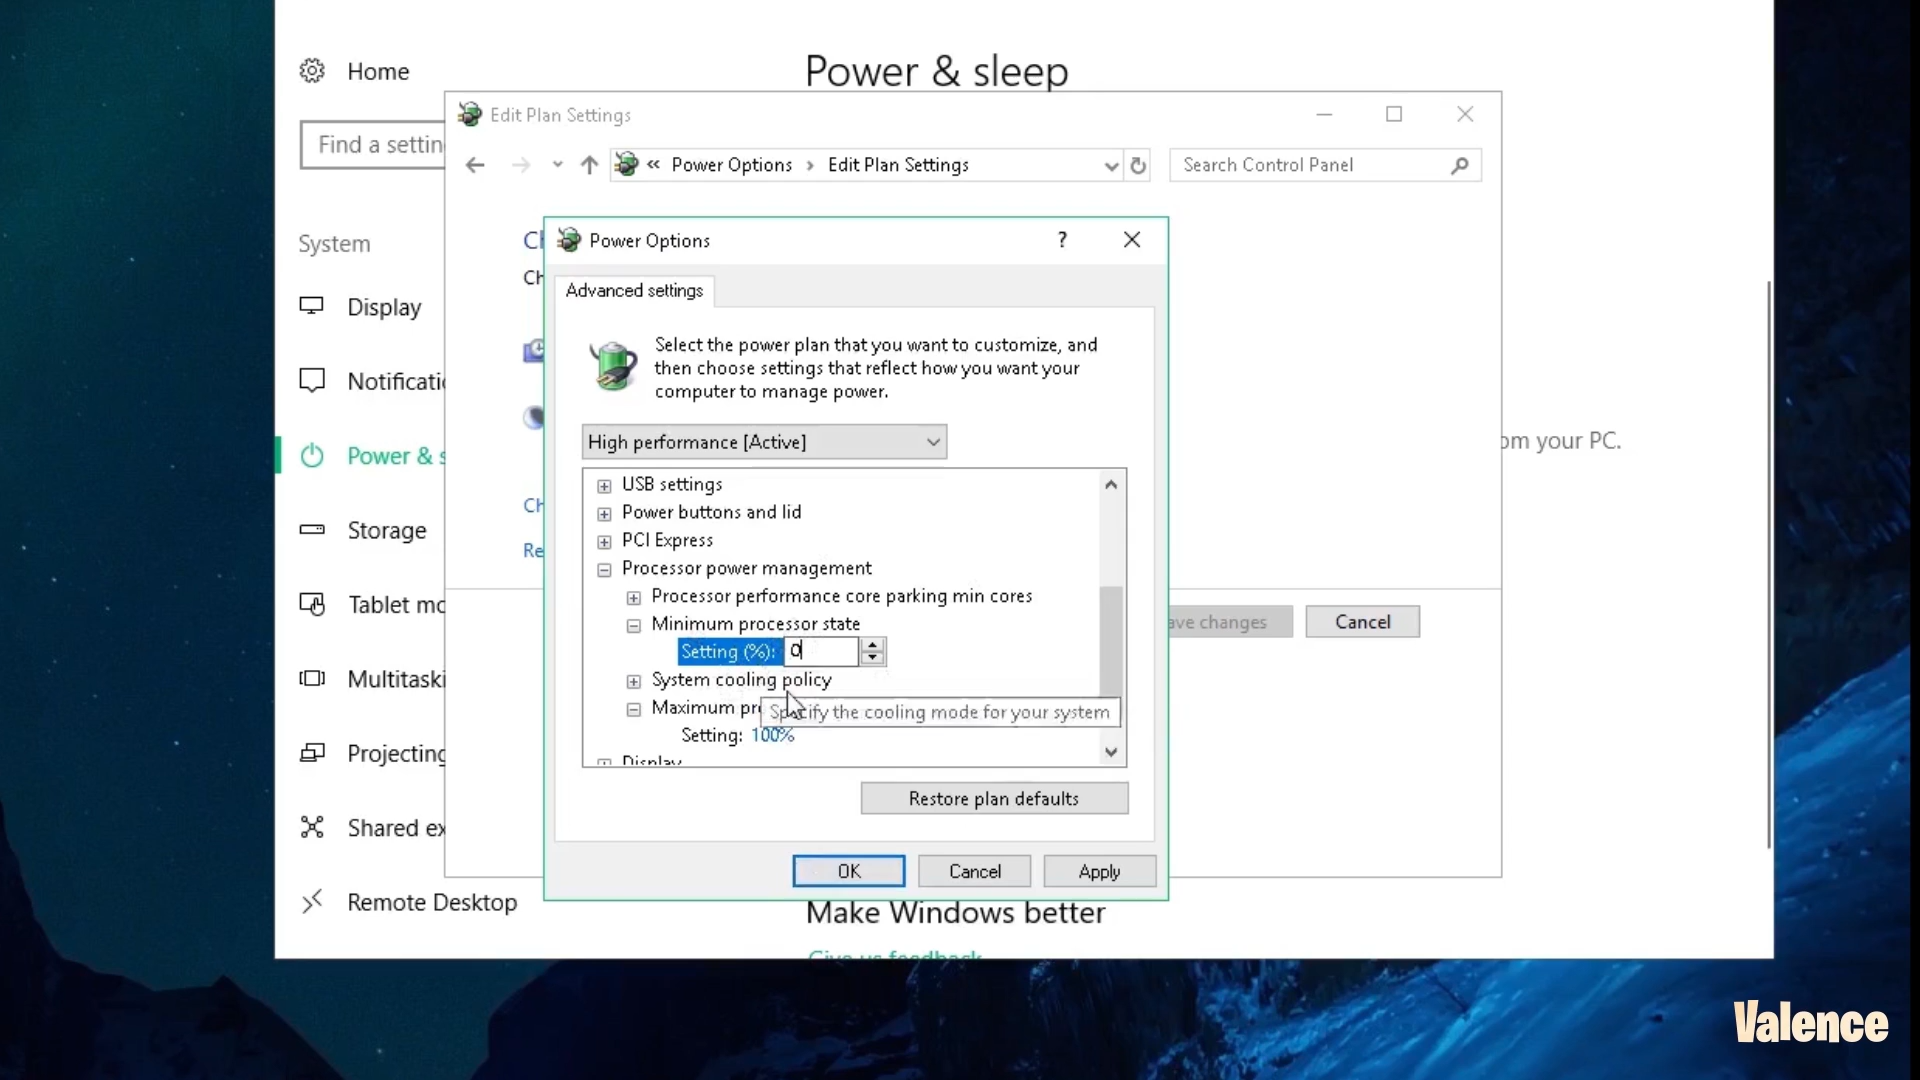 Home
Power & sleep
Edit Plan Settings
Find a settin
« Power Options › Edit Plan Settings
Search Control Panel
System
Power Options
?
Advanced settings
Display
Select the power plan that you want to customize, and
then choose settings that reflect how you want your
computer to manage power.
Notificati
High performance [Active]
om your PC.
Power & s
USB settings
Power buttons and lid
Storage
PCI Express
Processor power management
Processor performance core parking min cores
Tablet mo
Minimum processor state
ave changes
Cancel
Setting (%): 0
System cooling policy
Multitaski
Maximum pr
Specify the cooling mode for your system
Setting: 100%
Projecting
Display
Restore plan defaults
Shared ex
OK
Cancel
Apply
Remote Desktop
Make Windows better
Give us feedback
Valence